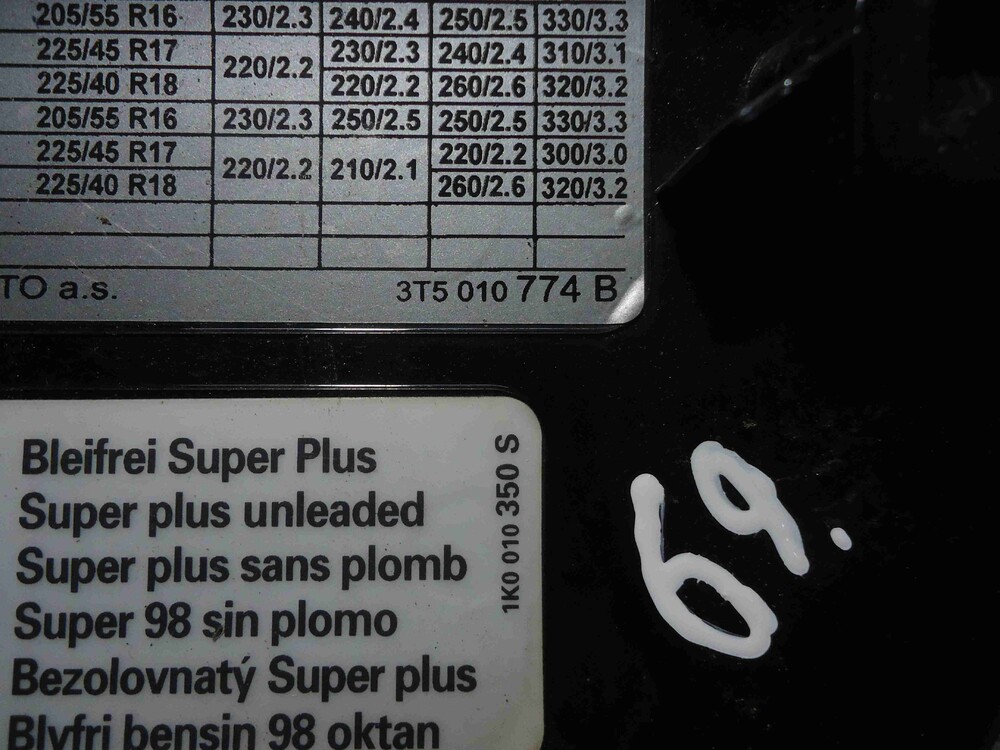 205/55 R16 230/2.3 240/2.4 250/2.5 330/3.3
225/45 R17 220/2.2 230/2.3 240/2.4 310/3.1
225/40 R18 220/2.2 260/2.6 320/3.2
205/55 R16 230/2.3 250/2.5 250/2.5 330/3.3
225/45 R17 220/2.2 210/2.1 220/2.2 300/3.0
225/40 R18 260/2.6 320/3.2
TO a.s. 3T5 010 774 B
Bleifrei Super Plus
Super plus unleaded
Super plus sans plomb
Super 98 sin plomo
Bezolovnatý Super plus
Blyfri bensin 98 oktan
1K0 010 350 S
69.